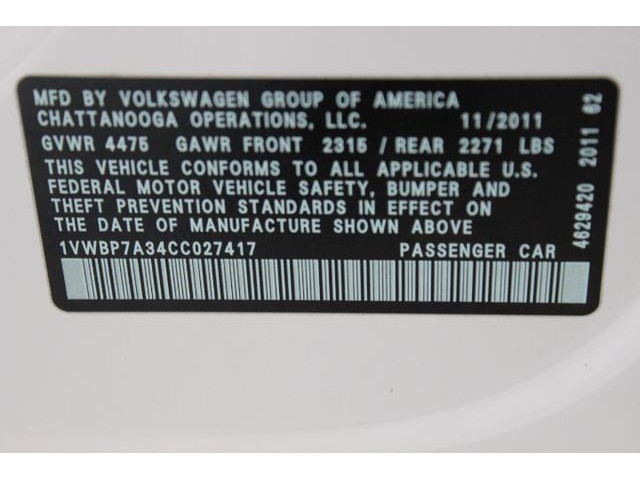 MFD BY VOLKSWAGEN GROUP OF AMERICA
CHATTANOOGA OPERATIONS, LLC. 11/2011
GVWR 4475 GAWR FRONT 2315 / REAR 2271 LBS
THIS VEHICLE CONFORMS TO ALL APPLICABLE U.S.
FEDERAL MOTOR VEHICLE SAFETY, BUMPER AND
THEFT PREVENTION STANDARDS IN EFFECT ON
THE DATE OF MANUFACTURE SHOWN ABOVE
1VWBP7A34CC027417 PASSENGER CAR
4629420 2011 62